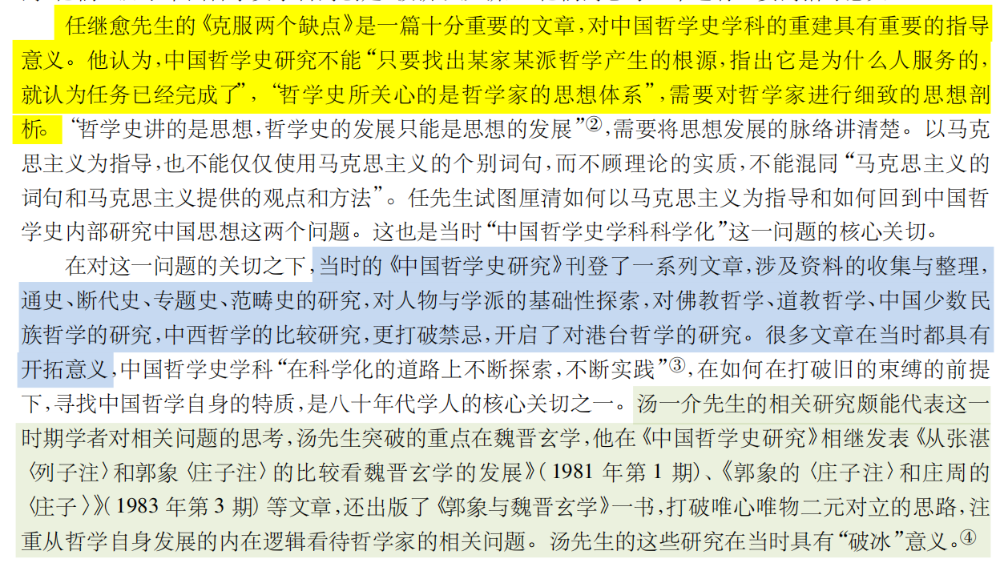 任继愈先生的《克服两个缺点》是一篇十分重要的文章,对中国哲学史学科的重建具有重要的指导
意义。他认为,中国哲学史研究不能“只要找出某家某派哲学产生的根源,指出它是为什么人服务的,
就认为任务已经完成了”,“哲学史所关心的是哲学家的思想体系”,需要对哲学家进行细致的思想剖
析。“哲学史讲的是思想,哲学史的发展只能是思想的发展”②,需要将思想发展的脉络讲清楚。以马克
思主义为指导,也不能仅仅使用马克思主义的个别词句,而不顾理论的实质,不能混同“马克思主义的
词句和马克思主义提供的观点和方法”。任先生试图厘清如何以马克思主义为指导和如何回到中国哲
学史内部研究中国思想这两个问题。这也是当时“中国哲学史学科科学化”这一问题的核心关切。
在对这一问题的关切之下,当时的《中国哲学史研究》刊登了一系列文章,涉及资料的收集与整理,
通史、断代史、专题史、范畴史的研究,对人物与学派的基础性探索,对佛教哲学、道教哲学、中国少数民
族哲学的研究,中西哲学的比较研究,更打破禁忌,开启了对港台哲学的研究。很多文章在当时都具有
开拓意义,中国哲学史学科“在科学化的道路上不断探索,不断实践”③,在如何在打破旧的束缚的前提
下,寻找中国哲学自身的特质,是八十年代学人的核心关切之一。汤一介先生的相关研究颇能代表这一
时期学者对相关问题的思考,汤先生突破的重点在魏晋玄学,他在《中国哲学史研究》相继发表《从张湛
〈列子注〉和郭象〈庄子注〉的比较看魏晋玄学的发展》(1981 年第 1 期)、《郭象的〈庄子注〉和庄周的
〈庄子〉》(1983 年第 3 期)等文章,还出版了《郭象与魏晋玄学》一书,打破唯心唯物二元对立的思路,注
重从哲学自身发展的内在逻辑看待哲学家的相关问题。汤先生的这些研究在当时具有“破冰”意义。④